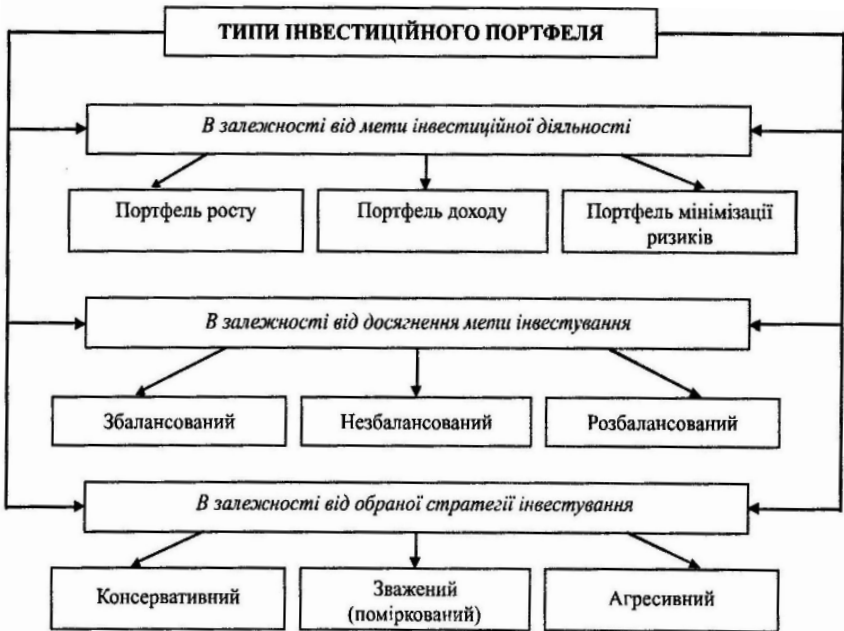 ТИПИ ІНВЕСТИЦІЙНОГО ПОРТФЕЛЯ
В залежності від мети інвестиційної діяльності
Портфель росту
Портфель доходу
Портфель мінімізації
ризиків
В залежності від досягнення мети інвестування
Збалансований
Незбалансований
Розбалансований
В залежності від обраної стратегії інвестування
Консервативний
Зважений
(поміркований)
Агресивний